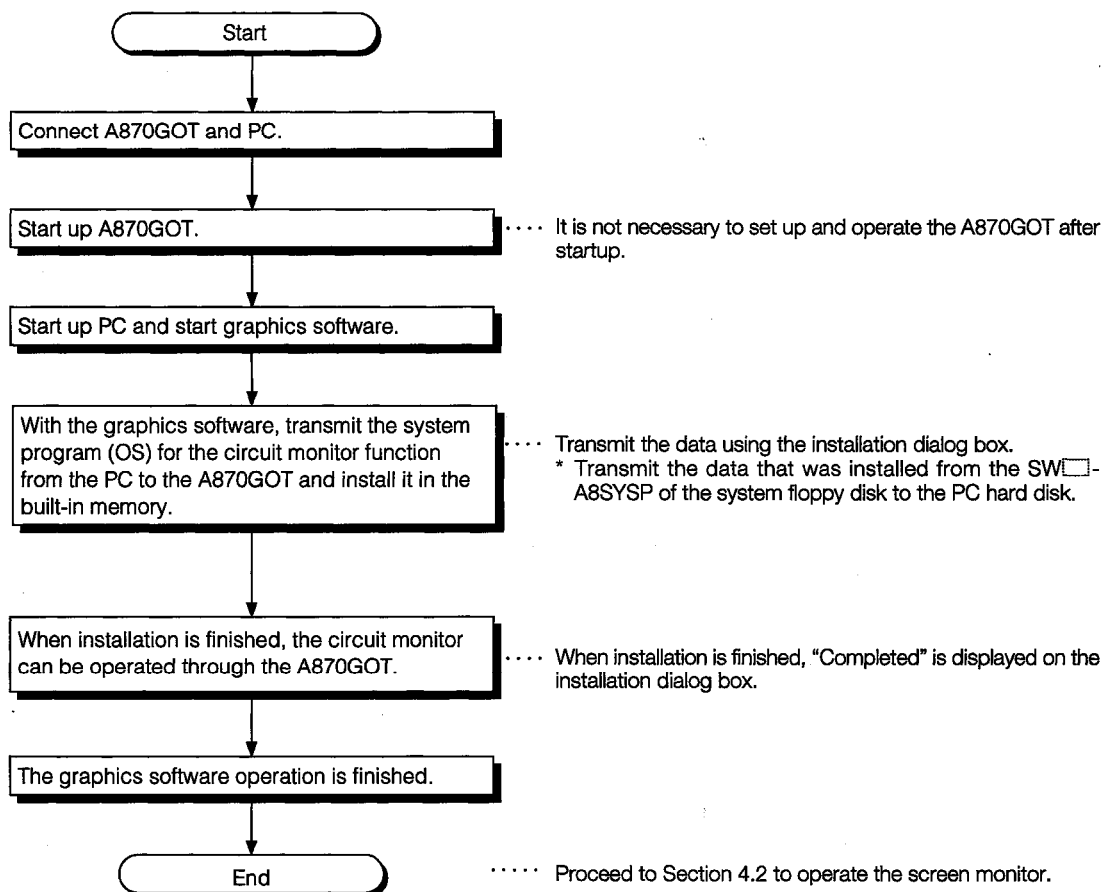 Start
Connect A870GOT and PC.
Start up A870GOT.
···· It is not necessary to set up and operate the A870GOT after
startup.
Start up PC and start graphics software.
With the graphics software, transmit the system
program (OS) for the circuit monitor function
from the PC to the A870GOT and install it in the
built-in memory.
···· Transmit the data using the installation dialog box.
* Transmit the data that was installed from the SW□-
A8SYSP of the system floppy disk to the PC hard disk.
When installation is finished, the circuit monitor
can be operated through the A870GOT.
···· When installation is finished, “Completed” is displayed on the
installation dialog box.
The graphics software operation is finished.
End
····· Proceed to Section 4.2 to operate the screen monitor.